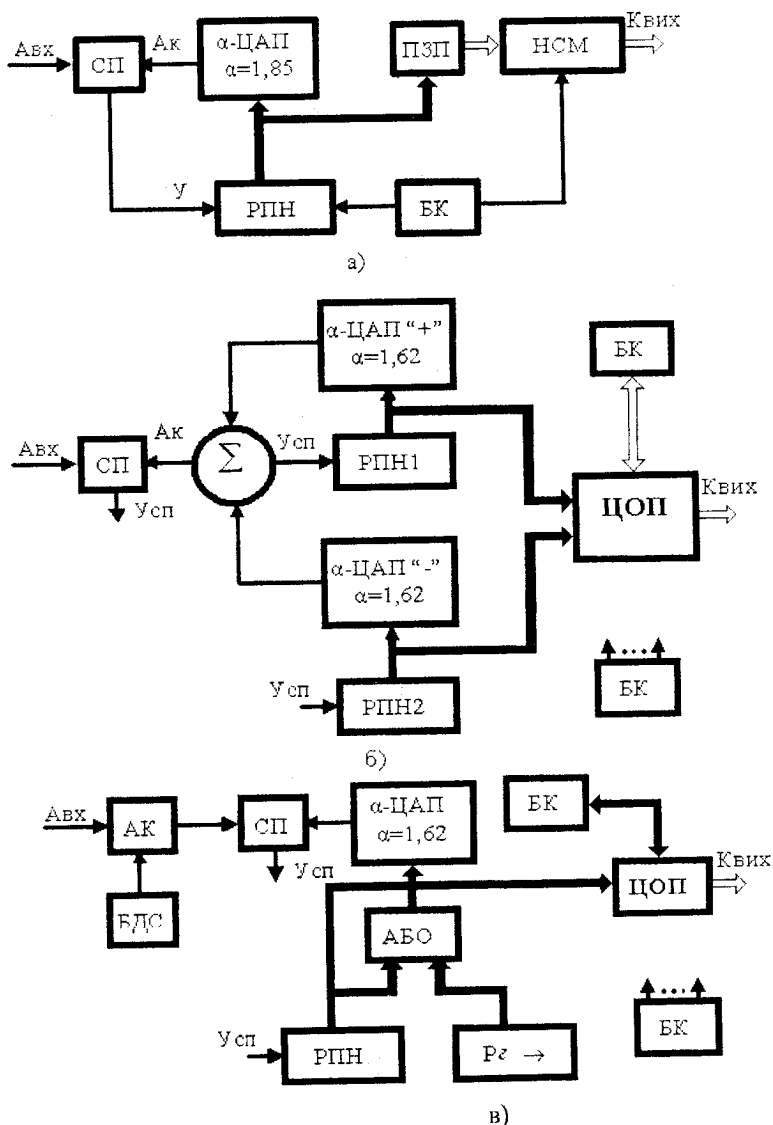 Авх
СП
Ак
α-ЦАП
α=1,85
ПЗП
НСМ
Квих
У
РПН
БК
а)
α-ЦАП “+”
α=1,62
БК
Авх
СП
Ак
Σ
Усп
РПН1
ЦОП
Квих
Усп
α-ЦАП “-”
α=1,62
Усп
РПН2
...
БК
б)
Авх
АК
СП
α-ЦАП
α=1,62
БК
Квих
Усп
ЦОП
БДС
АБО
...
Усп
РПН
Рг →
БК
в)